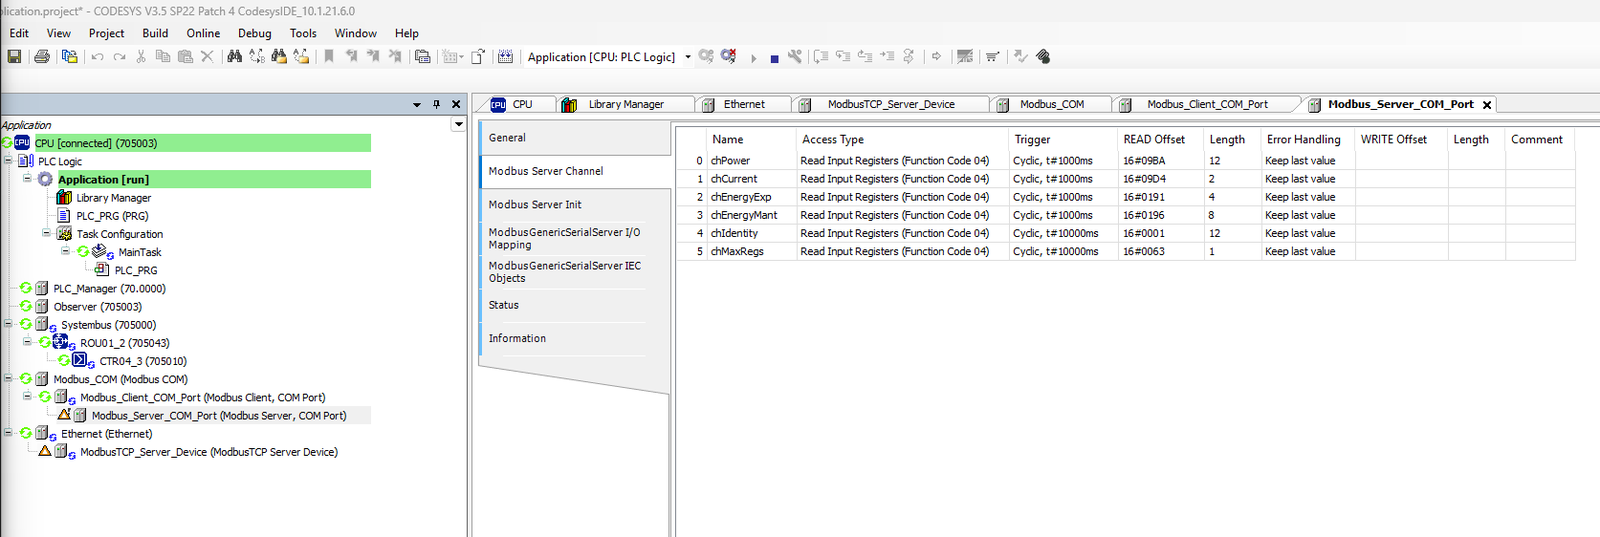 plication.project* - CODESYS V3.5 SP22 Patch 4 CodesysIDE_10.1.21.6.0
Edit View Project Build Online Debug Tools Window Help
Application [CPU: PLC Logic]
Application
CPU [connected] (705003)
PLC Logic
Application [run]
Library Manager
PLC_PRG (PRG)
Task Configuration
MainTask
PLC_PRG
PLC_Manager (70.0000)
Observer (705003)
Systembus (705000)
ROU01_2 (705043)
CTR04_3 (705010)
Modbus_COM (Modbus COM)
Modbus_Client_COM_Port (Modbus Client, COM Port)
Modbus_Server_COM_Port (Modbus Server, COM Port)
Ethernet (Ethernet)
ModbusTCP_Server_Device (ModbusTCP Server Device)
CPU Library Manager Ethernet ModbusTCP_Server_Device Modbus_COM Modbus_Client_COM_Port Modbus_Server_COM_Port
General
Modbus Server Channel
Modbus Server Init
ModbusGenericSerialServer I/O
Mapping
ModbusGenericSerialServer IEC
Objects
Status
Information
Name Access Type Trigger READ Offset Length Error Handling WRITE Offset Length Comment
0 chPower Read Input Registers (Function Code 04) Cyclic, t#1000ms 16#09BA 12 Keep last value
1 chCurrent Read Input Registers (Function Code 04) Cyclic, t#1000ms 16#09D4 2 Keep last value
2 chEnergyExp Read Input Registers (Function Code 04) Cyclic, t#1000ms 16#0191 4 Keep last value
3 chEnergyMant Read Input Registers (Function Code 04) Cyclic, t#1000ms 16#0196 8 Keep last value
4 chIdentity Read Input Registers (Function Code 04) Cyclic, t#10000ms 16#0001 12 Keep last value
5 chMaxRegs Read Input Registers (Function Code 04) Cyclic, t#10000ms 16#0063 1 Keep last value